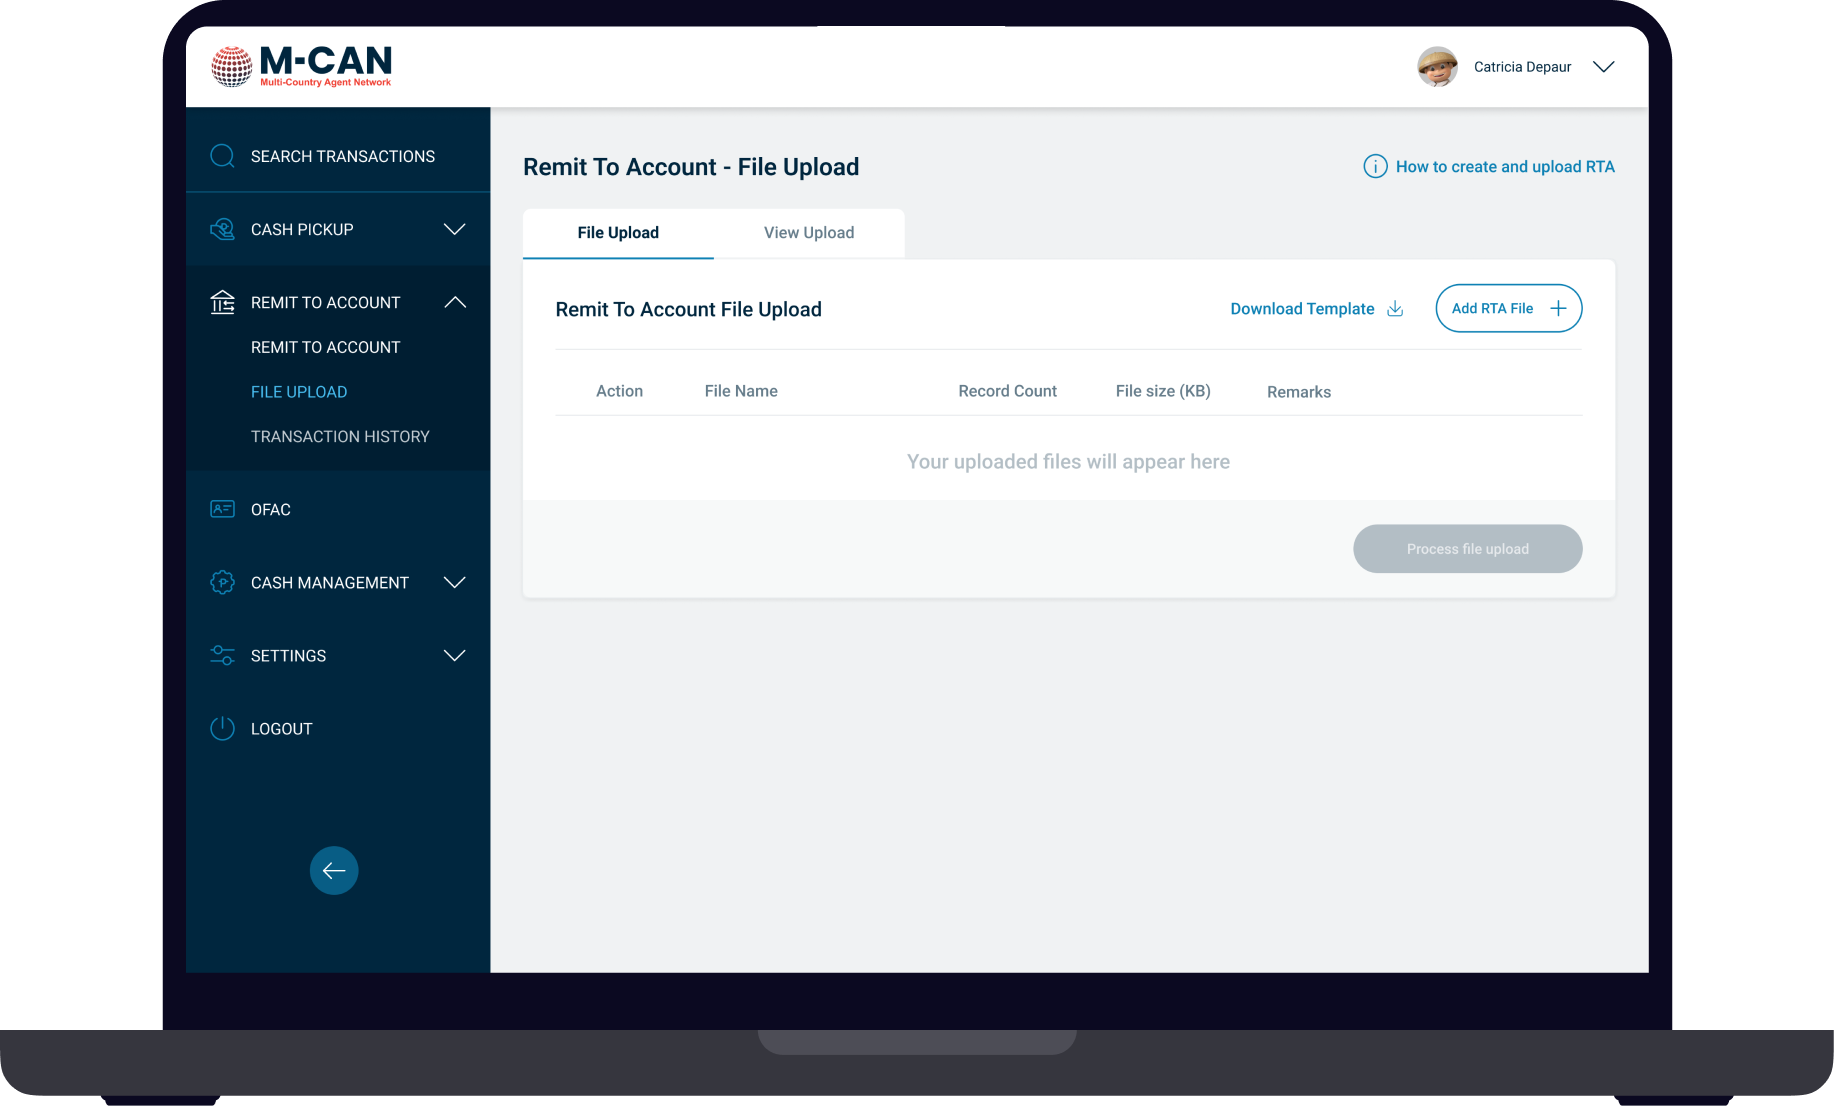 M-CAN
Multi-Country Agent Network
Catricia Depaur
SEARCH TRANSACTIONS
CASH PICKUP
REMIT TO ACCOUNT
REMIT TO ACCOUNT
FILE UPLOAD
TRANSACTION HISTORY
OFAC
CASH MANAGEMENT
SETTINGS
LOGOUT
Remit To Account - File Upload
How to create and upload RTA
File Upload
View Upload
Remit To Account File Upload
Download Template
Add RTA File
Action
File Name
Record Count
File size (KB)
Remarks
Your uploaded files will appear here
Process file upload